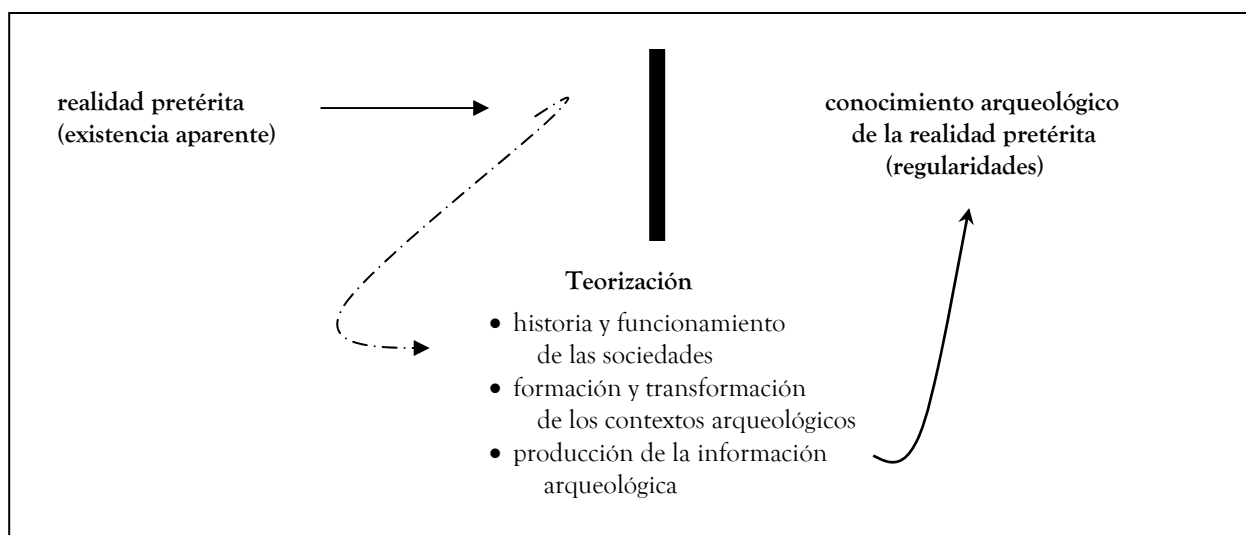 realidad pretérita
(existencia aparente)
conocimiento arqueológico
de la realidad pretérita
(regularidades)
Teorización
• historia y funcionamiento
de las sociedades
• formación y transformación
de los contextos arqueológicos
• producción de la información
arqueológica